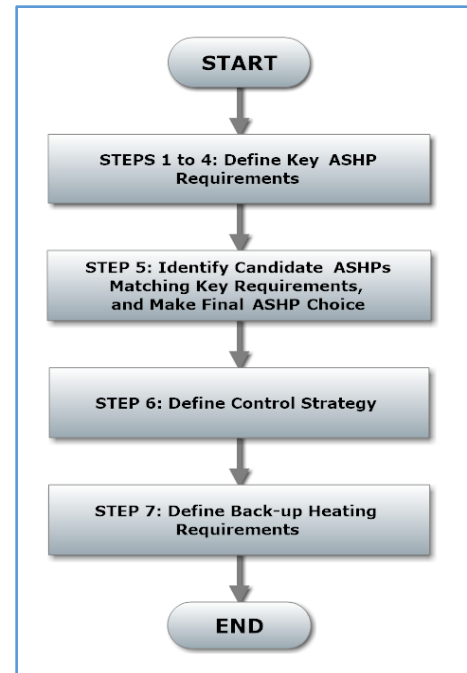 START
STEPS 1 to 4: Define Key ASHP
Requirements
STEP 5: Identify Candidate ASHPs
Matching Key Requirements,
and Make Final ASHP Choice
STEP 6: Define Control Strategy
STEP 7: Define Back-up Heating
Requirements
END